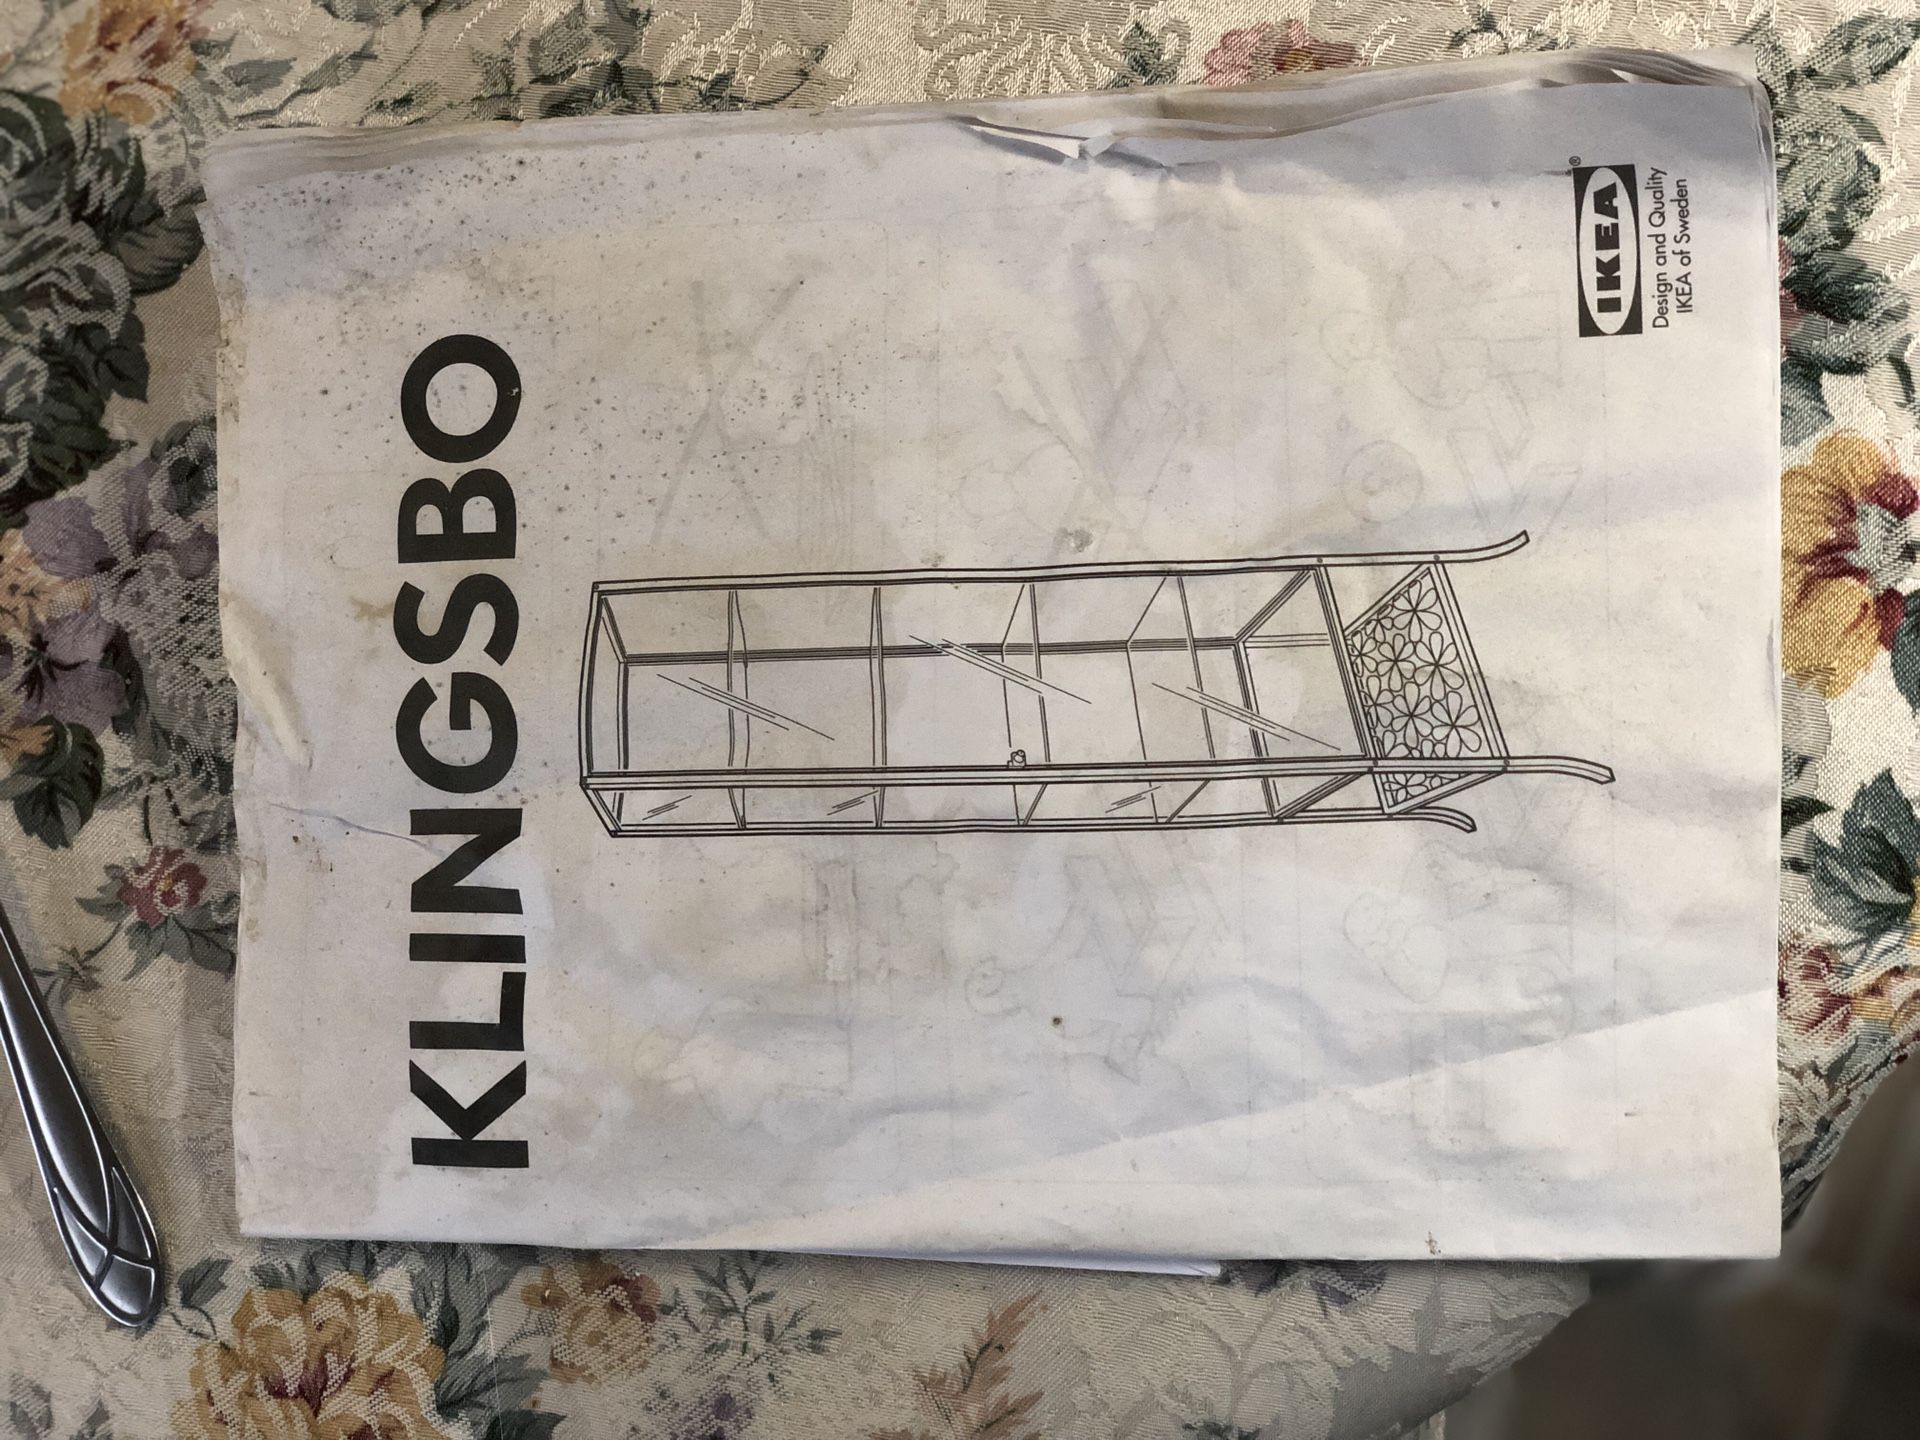 KLINGSBO
IKEA®
Design and Quality
IKEA of Sweden